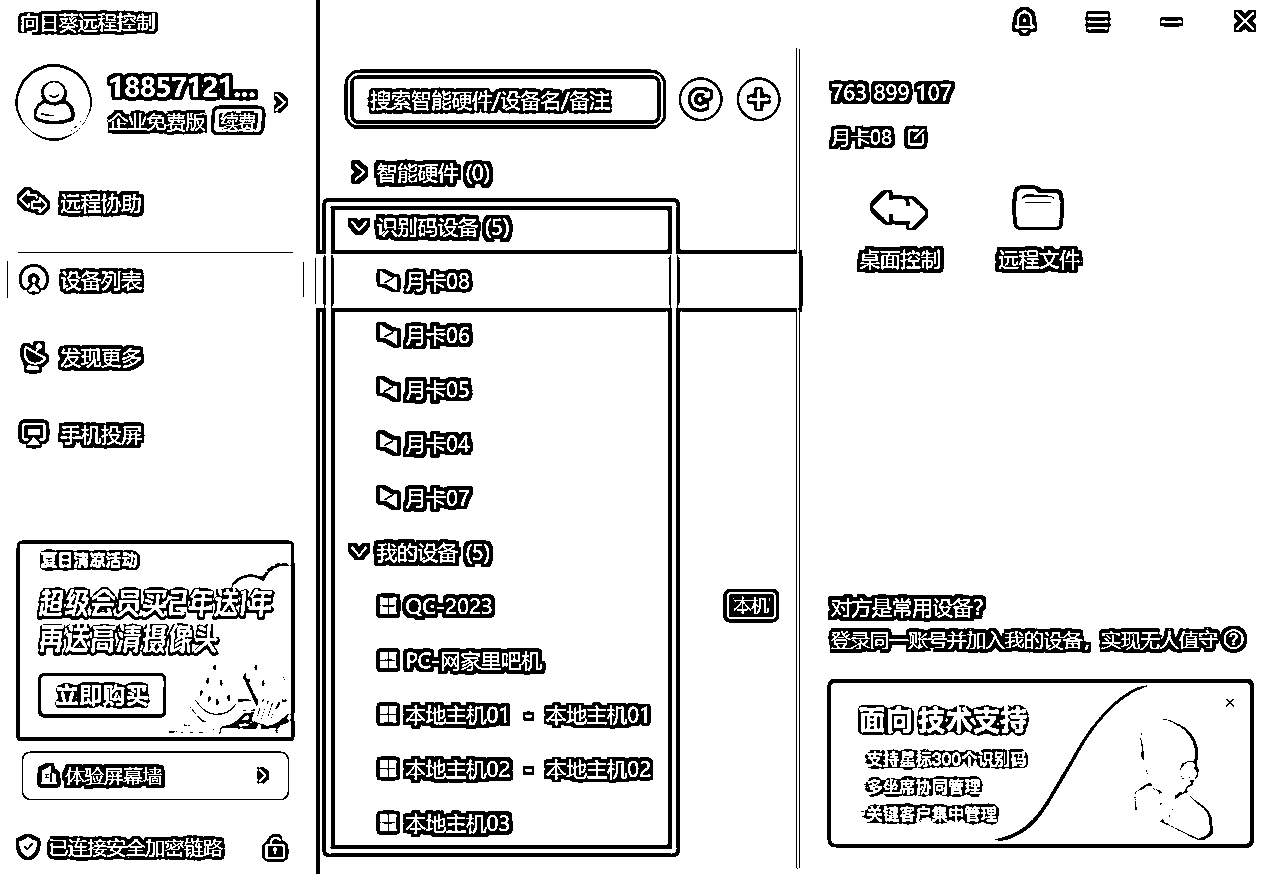 向日葵远程控制
18857121...
企业免费版 续费
远程协助
设备列表
发现更多
手机投屏
夏日清凉活动
超级会员买2年送1年
再送高清摄像头
立即购买
体验屏幕墙
已连接安全加密链路
搜索智能硬件/设备名/备注
智能硬件 (0)
识别码设备 (5)
月卡08
月卡06
月卡05
月卡04
月卡07
我的设备 (5)
QC-2023 本机
PC-网家里吧机
本地主机01 - 本地主机01
本地主机02 - 本地主机02
本地主机03
763 899 107
月卡08
桌面控制 远程文件
对方是常用设备?
登录同一账号并加入我的设备，实现无人值守
面向技术支持
支持星标300个识别码
多坐席协同管理
关键客户集中管理